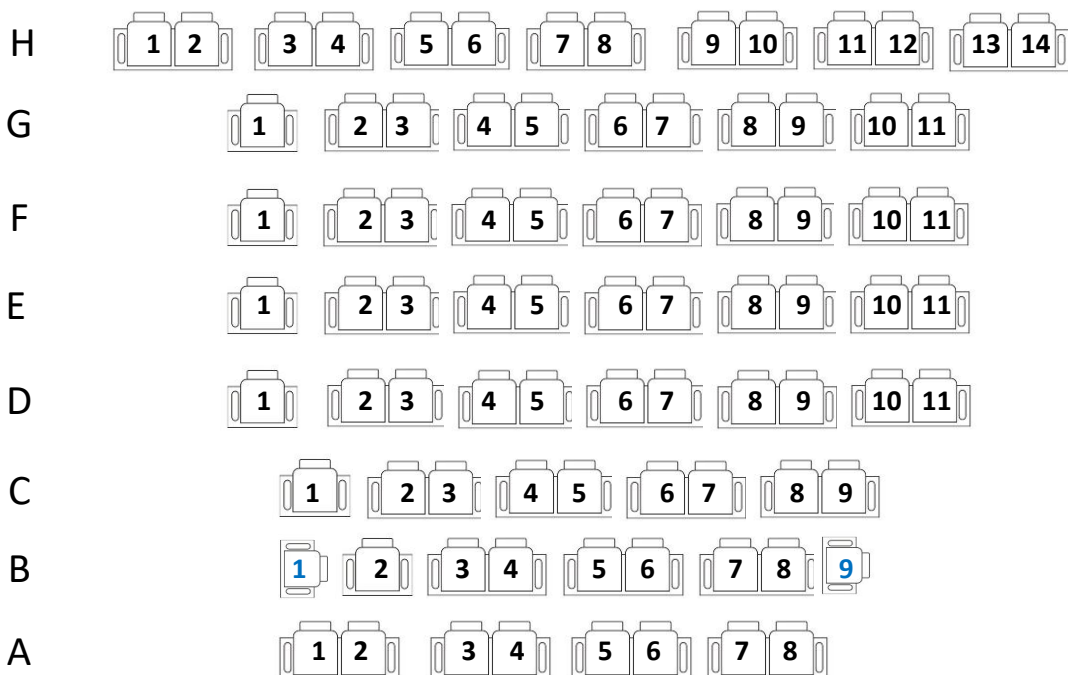 H 1 2 3 4 5 6 7 8 9 10 11 12 13 14
G 1 2 3 4 5 6 7 8 9 10 11
F 1 2 3 4 5 6 7 8 9 10 11
E 1 2 3 4 5 6 7 8 9 10 11
D 1 2 3 4 5 6 7 8 9 10 11
C 1 2 3 4 5 6 7 8 9
B 1 2 3 4 5 6 7 8 9
A 1 2 3 4 5 6 7 8